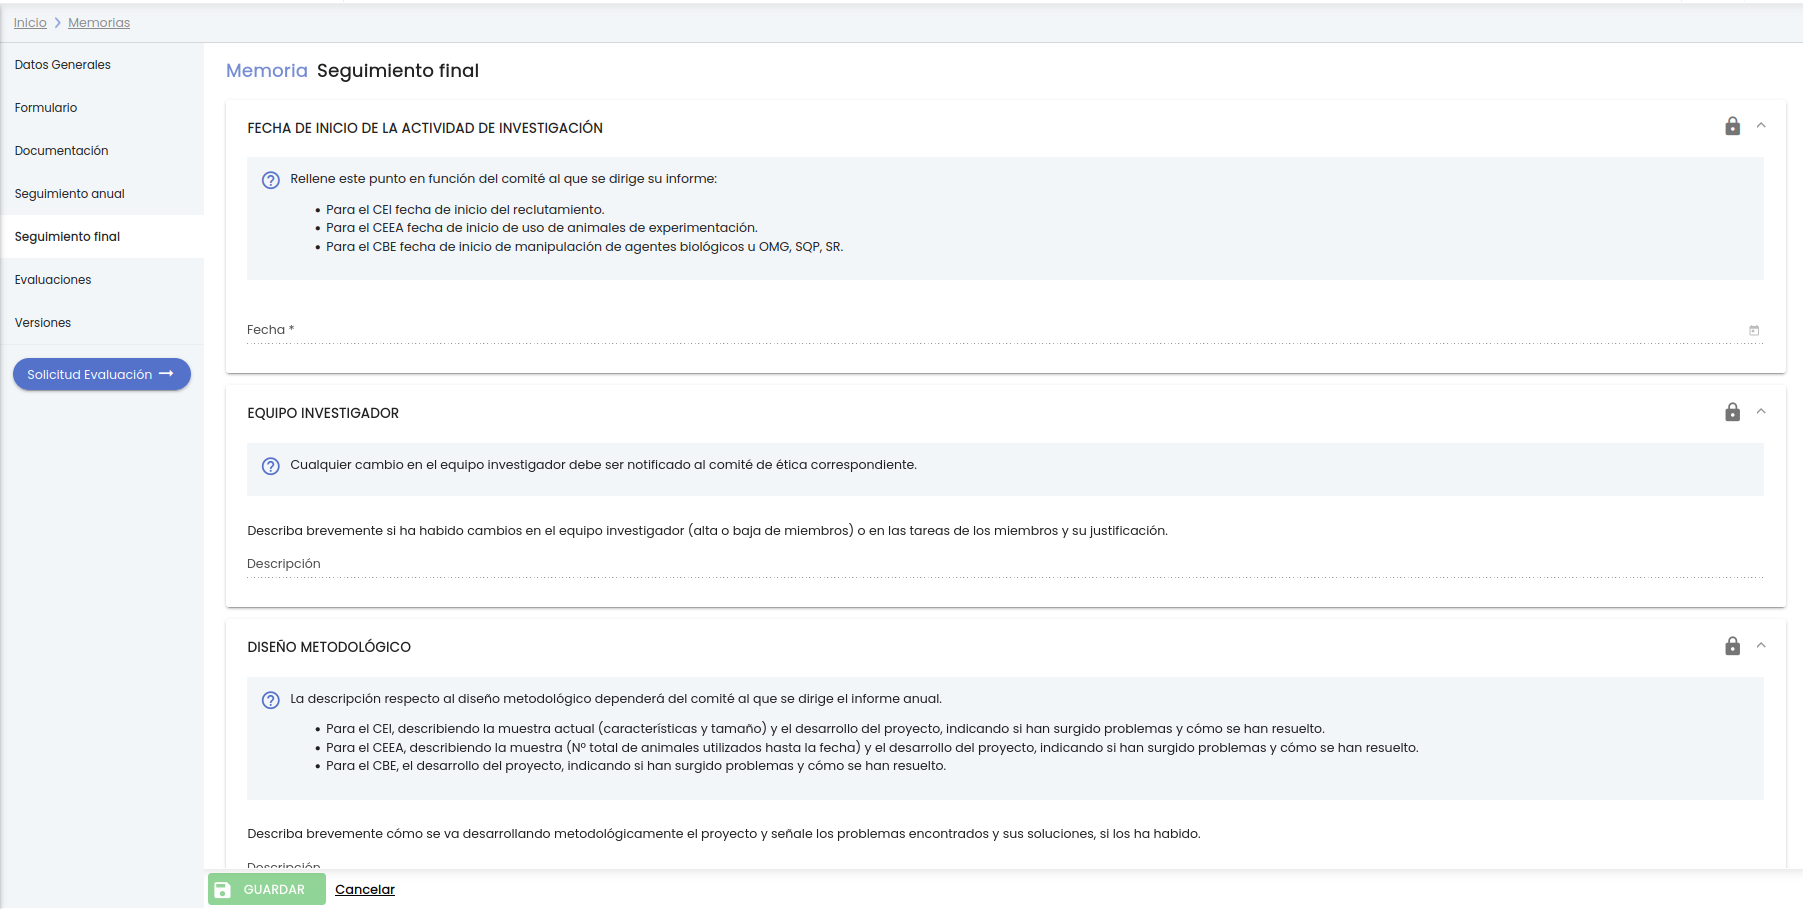 Inicio > Memorias
Datos Generales
Formulario
Documentación
Seguimiento anual
Seguimiento final
Evaluaciones
Versiones
Solicitud Evaluación →
Memoria Seguimiento final
FECHA DE INICIO DE LA ACTIVIDAD DE INVESTIGACIÓN
Rellene este punto en función del comité al que se dirige su informe:
• Para el CEI fecha de inicio del reclutamiento.
• Para el CEEA fecha de inicio de uso de animales de experimentación.
• Para el CBE fecha de inicio de manipulación de agentes biológicos u OMG, SQP, SR.
Fecha *
EQUIPO INVESTIGADOR
Cualquier cambio en el equipo investigador debe ser notificado al comité de ética correspondiente.
Describa brevemente si ha habido cambios en el equipo investigador (alta o baja de miembros) o en las tareas de los miembros y su justificación.
Descripción
DISEÑO METODOLÓGICO
La descripción respecto al diseño metodológico dependerá del comité al que se dirige el informe anual.
• Para el CEI, describiendo la muestra actual (características y tamaño) y el desarrollo del proyecto, indicando si han surgido problemas y cómo se han resuelto.
• Para el CEEA, describiendo la muestra (Nº total de animales utilizados hasta la fecha) y el desarrollo del proyecto, indicando si han surgido problemas y cómo se han resuelto.
• Para el CBE, el desarrollo del proyecto, indicando si han surgido problemas y cómo se han resuelto.
Describa brevemente cómo se va desarrollando metodológicamente el proyecto y señale los problemas encontrados y sus soluciones, si los ha habido.
Descripción
GUARDAR
Cancelar